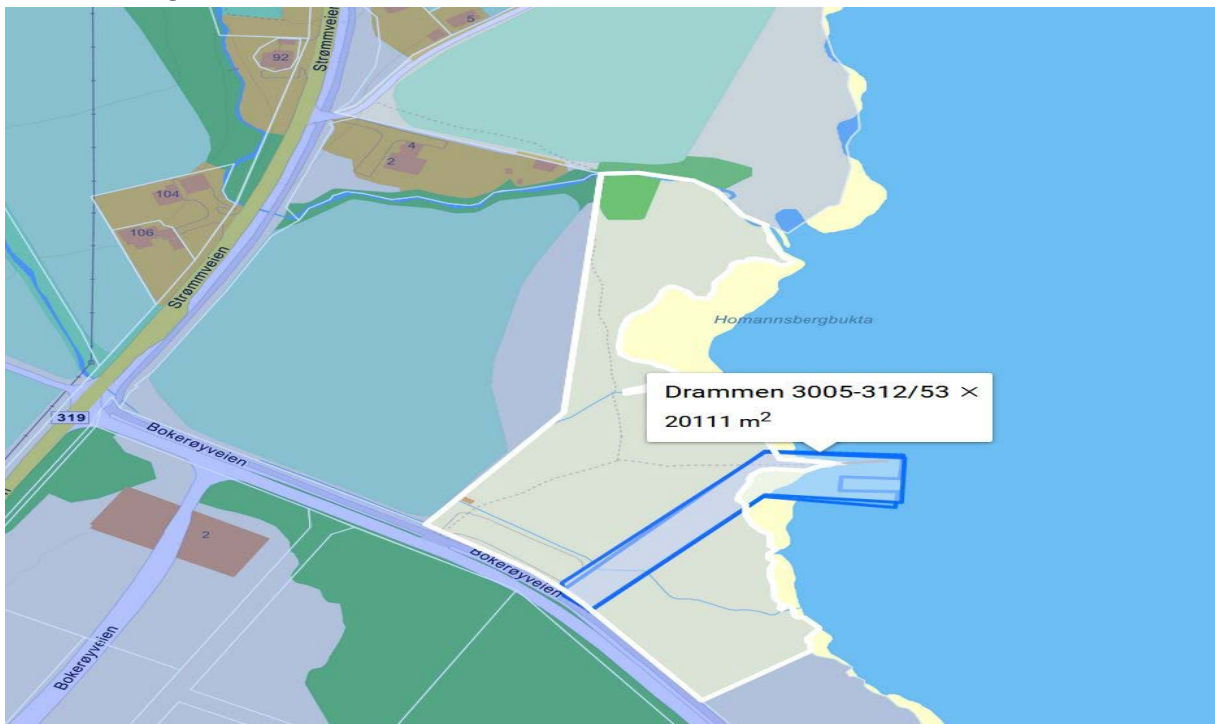 5
92
Strømmveien
4
2
104
106
Strømmveien
Homannsbergbukta
Drammen 3005-312/53 ×
20111 m²
319
Bokerøyveien
2
Bokerøyveien
Bokerøyveien